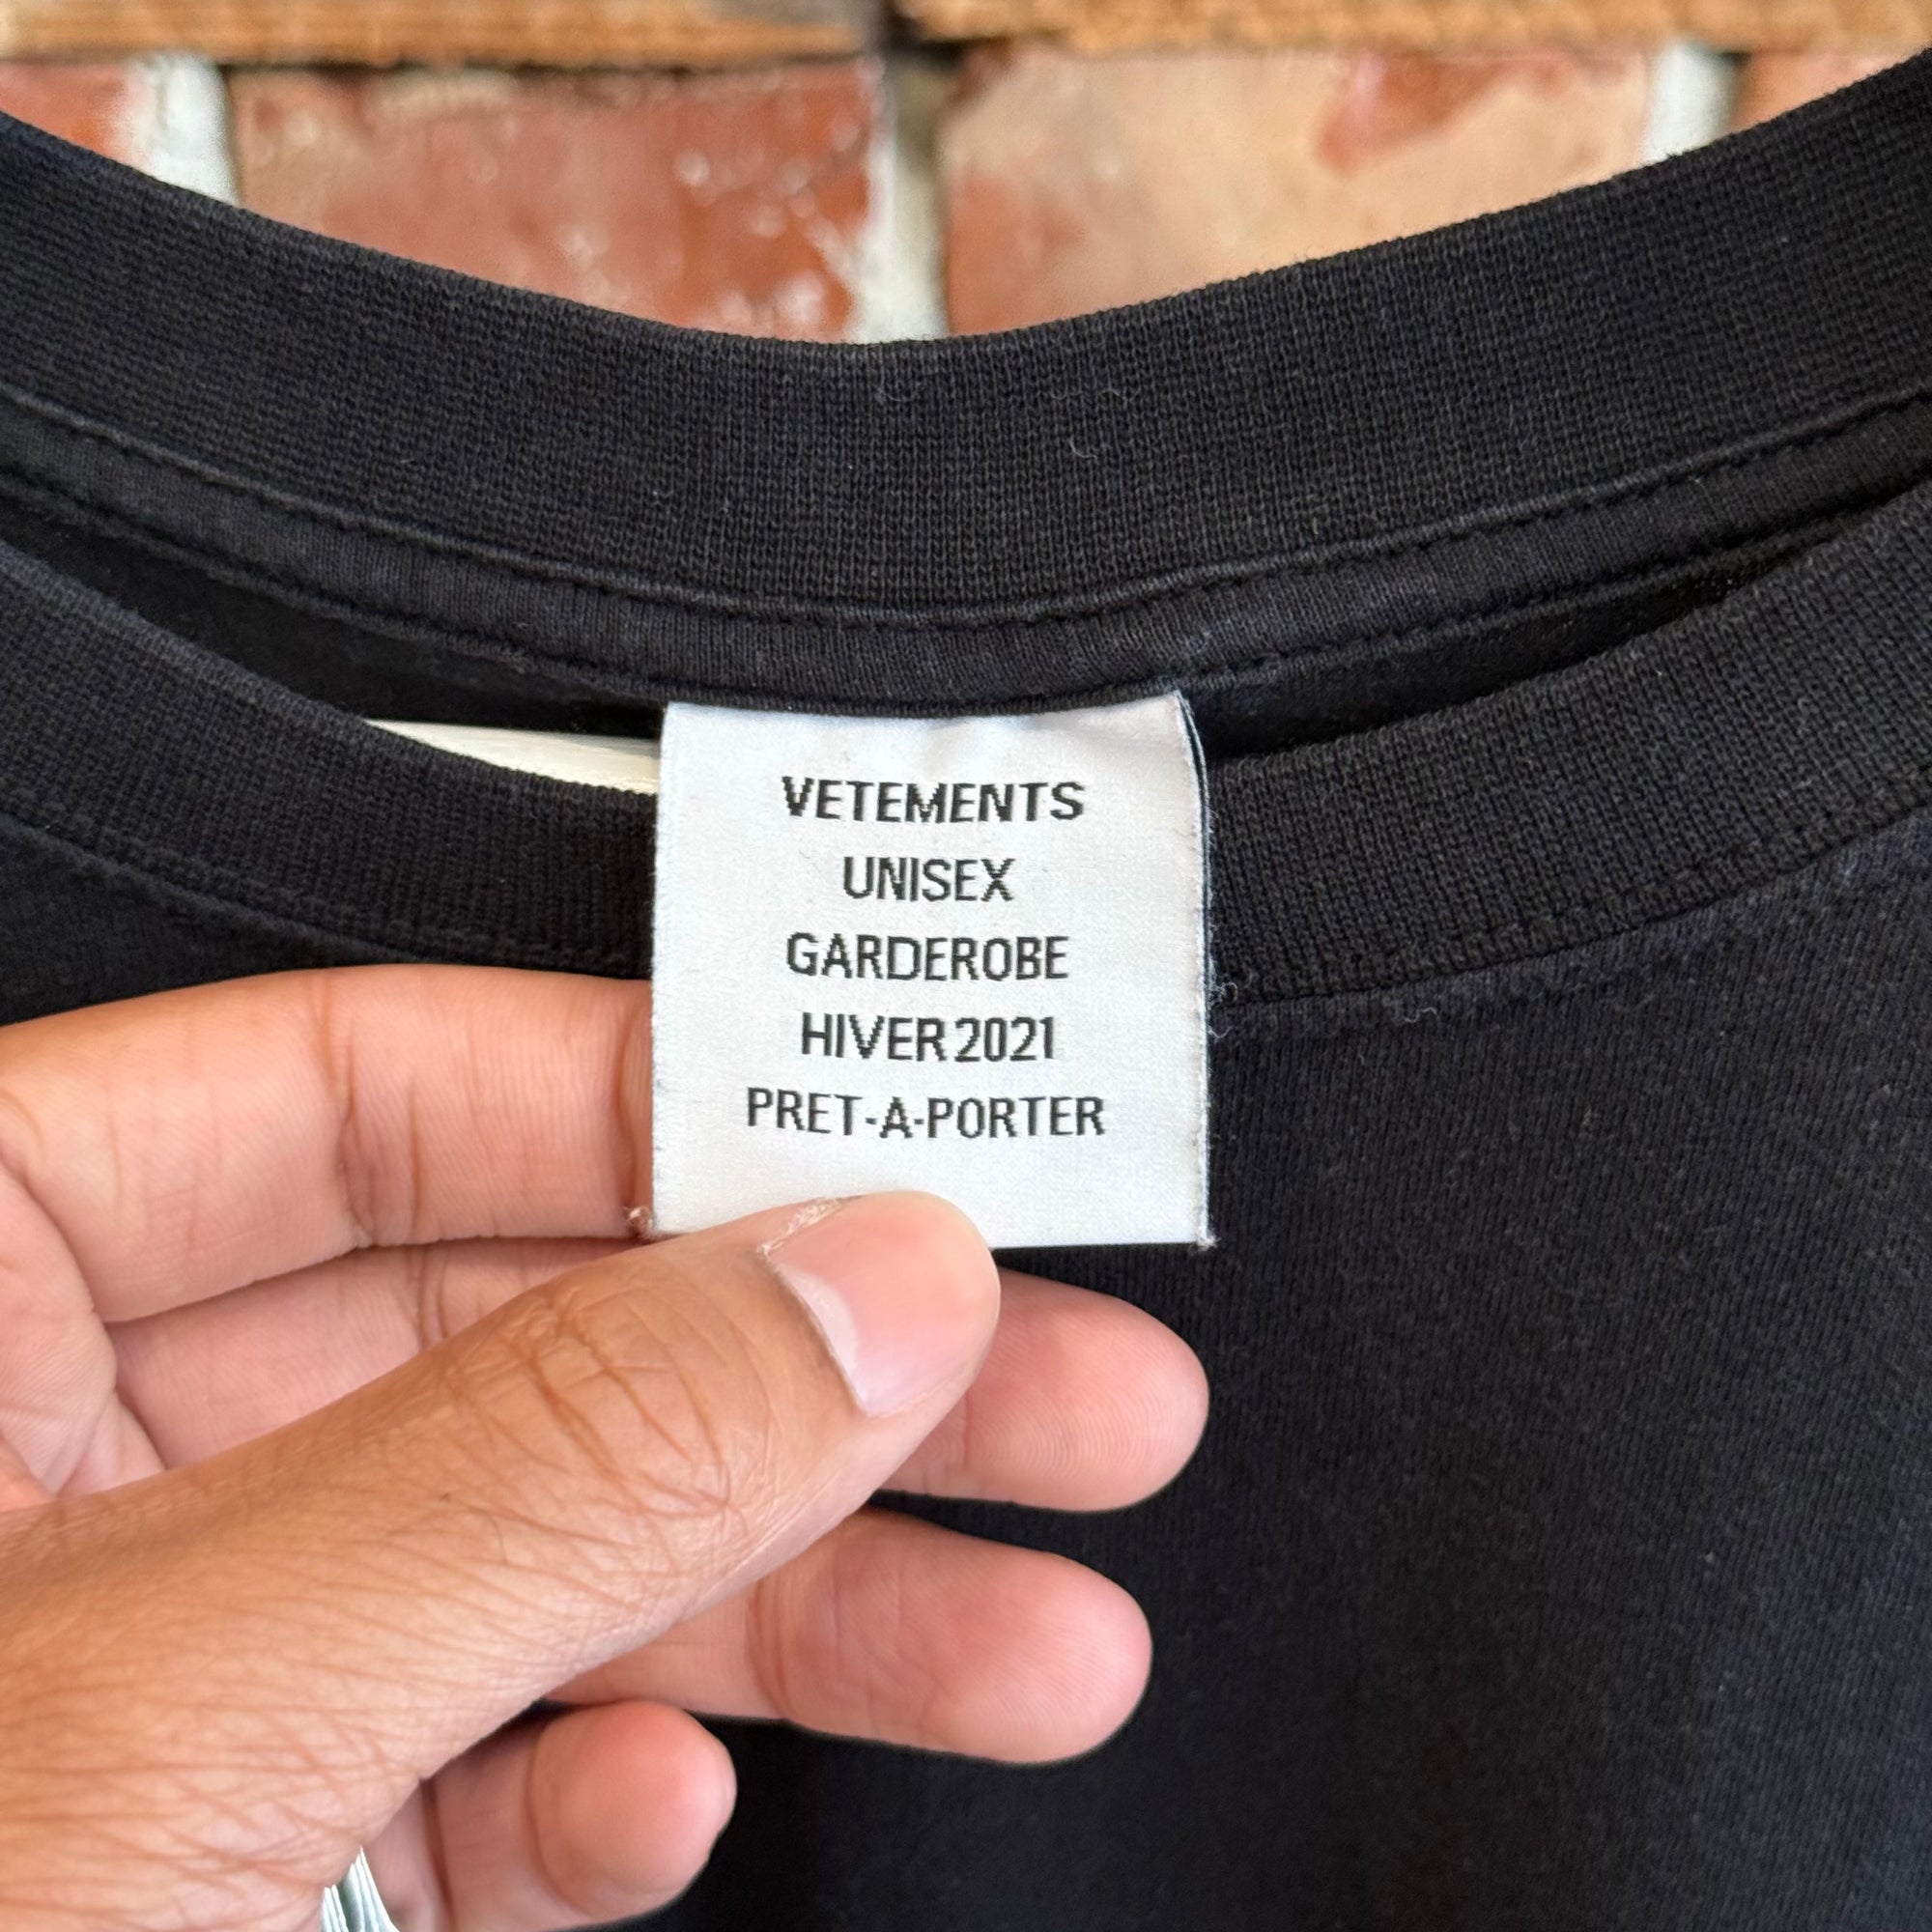 VETEMENTS
UNISEX
GARDEROBE
HIVER 2021
PRET-A-PORTER